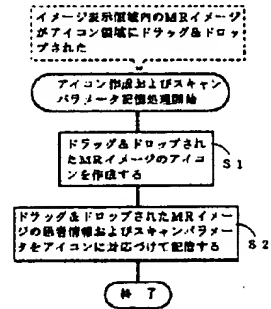 イメージ表示領域内のMRイメージ
がアイコン領域にドラッグ&ドロッ
プされた
アイコン作成およびスキャン
パラメータ記憶処理開始
ドラッグ&ドロップされ
たMRイメージのアイコ
ンを作成する
S1
ドラッグ&ドロップされたMRイメー
ジの患者情報およびスキャンパラメー
タをアイコンに対応づけて記憶する
S2
終了